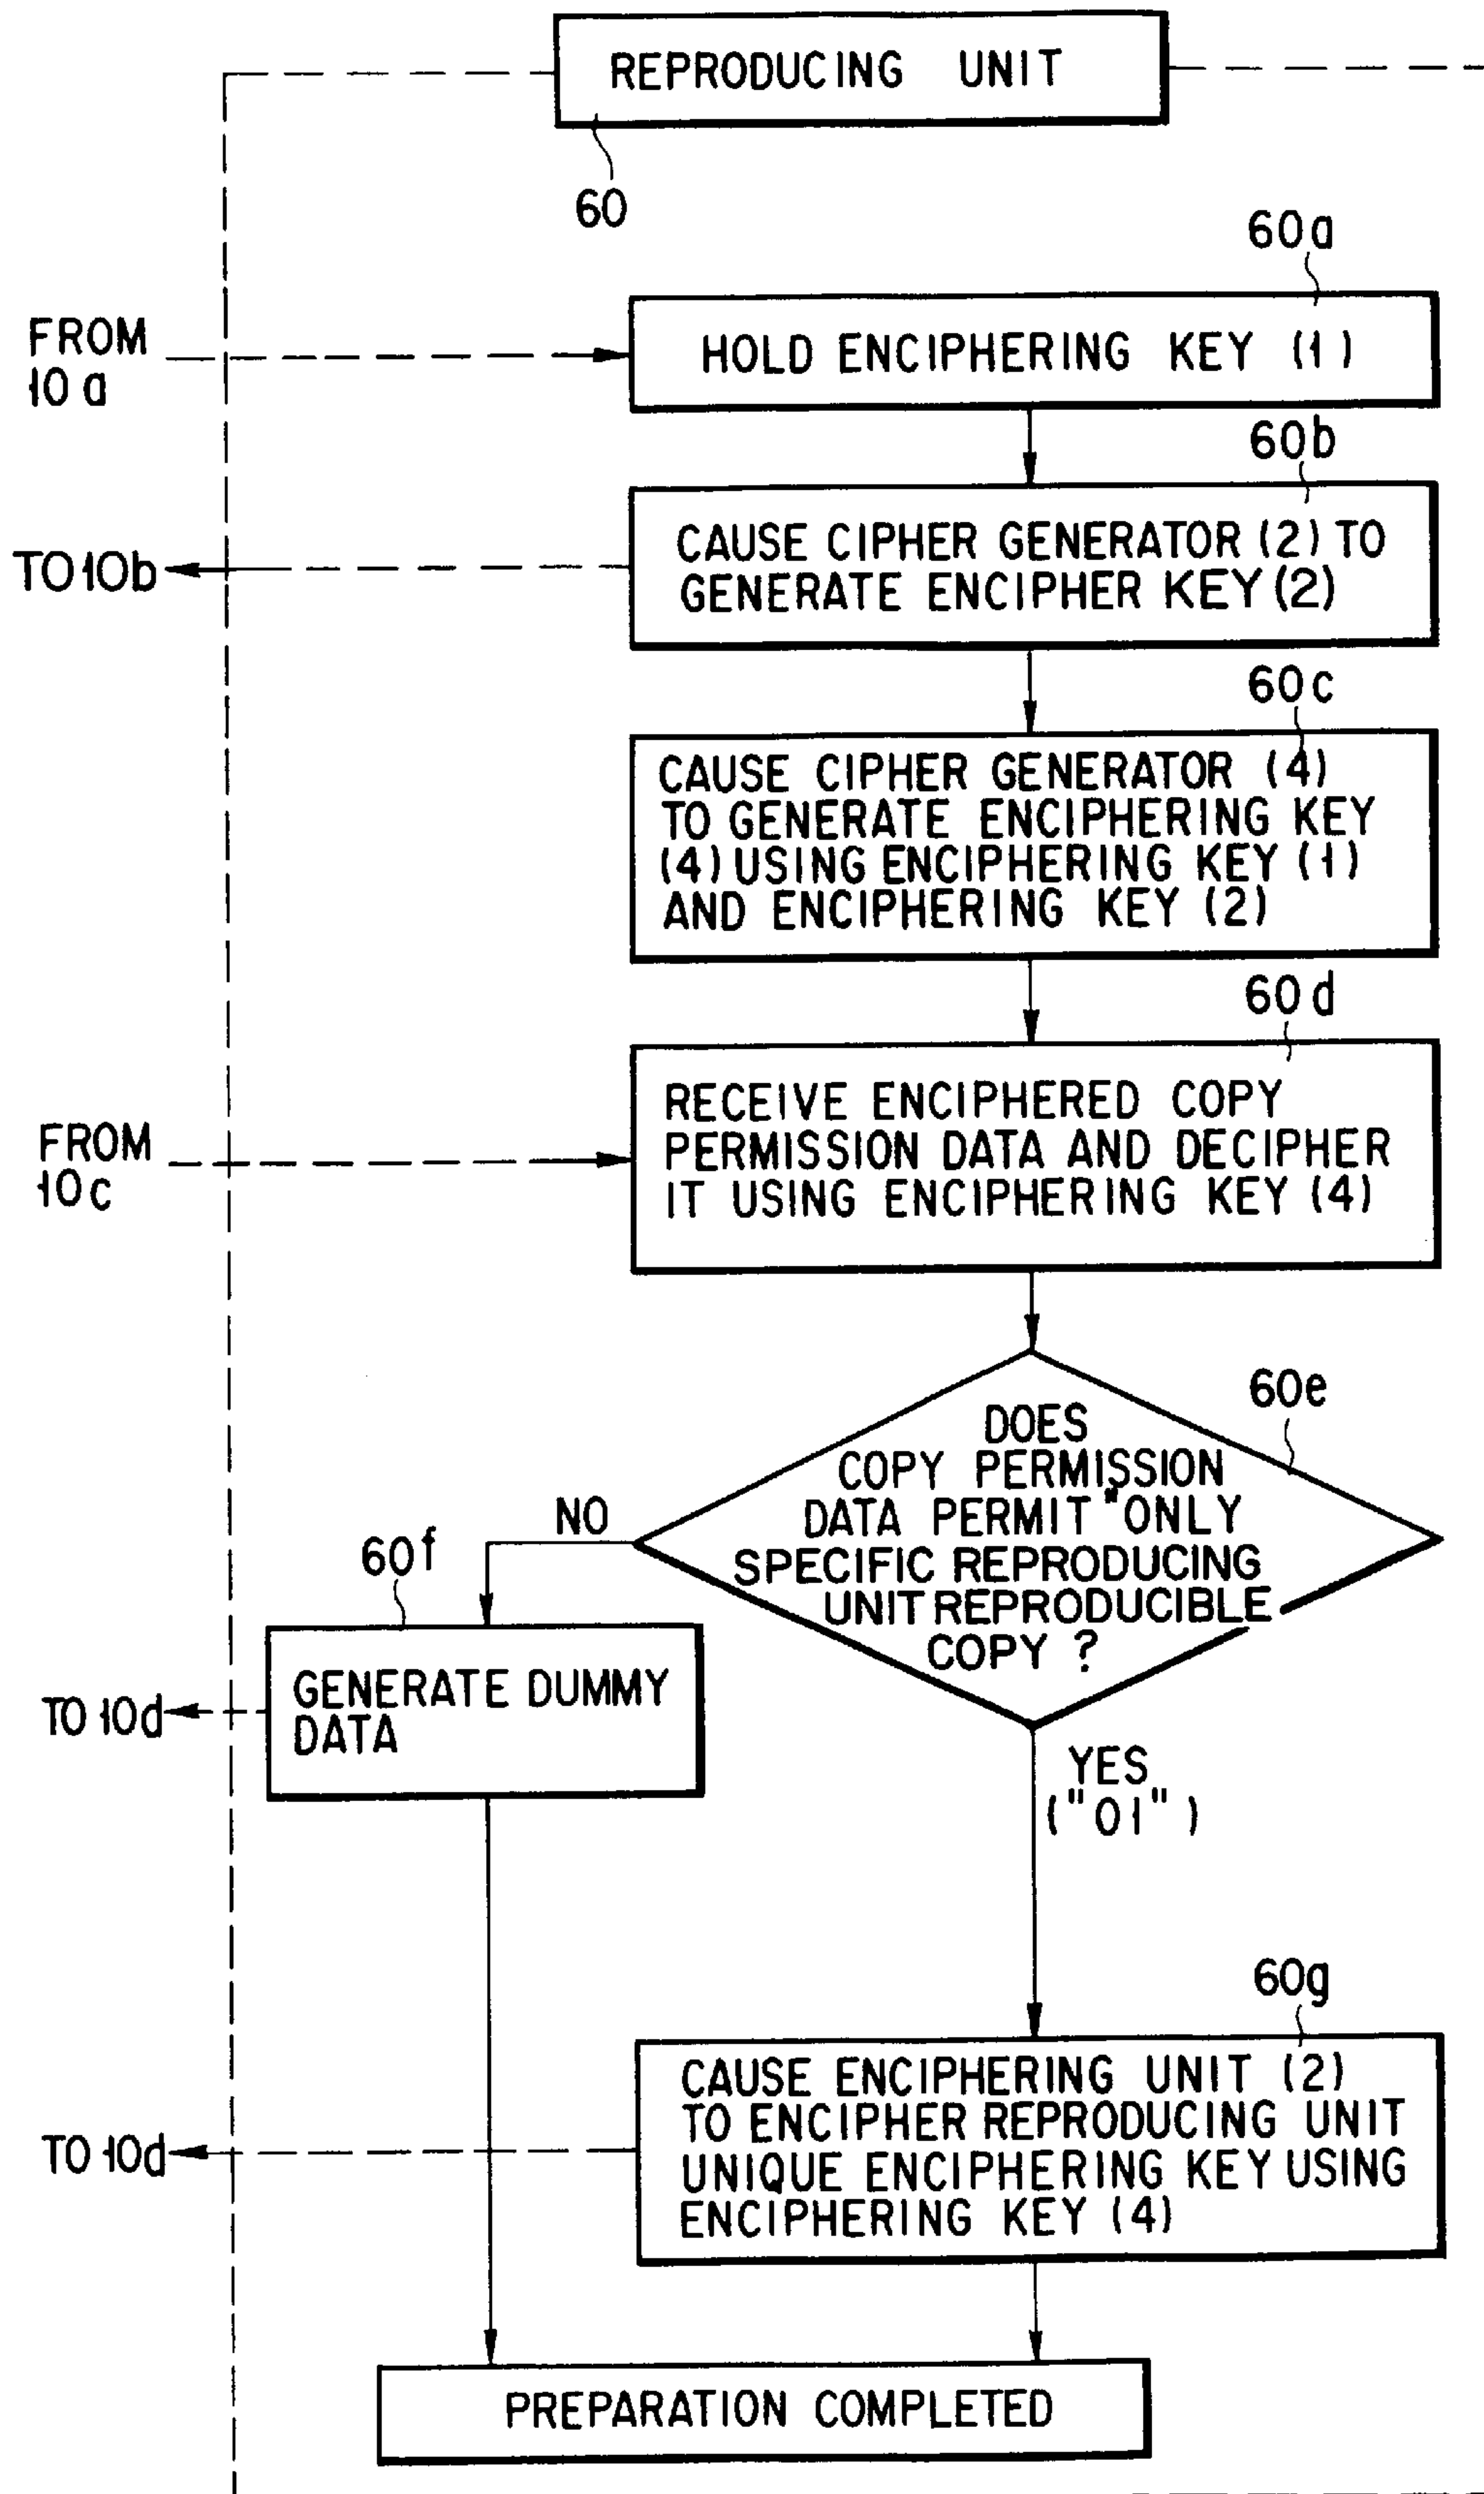 REPRODUCING UNIT
60
60a
FROM
10a
HOLD ENCIPHERING KEY (1)
60b
CAUSE CIPHER GENERATOR (2) TO
GENERATE ENCIPHER KEY (2)
TO 10b
60c
CAUSE CIPHER GENERATOR (4)
TO GENERATE ENCIPHERING KEY
(4) USING ENCIPHERING KEY (1)
AND ENCIPHERING KEY (2)
60d
FROM
10c
RECEIVE ENCIPHERED COPY
PERMISSION DATA AND DECIPHER
IT USING ENCIPHERING KEY (4)
60e
DOES
COPY PERMISSION
DATA PERMIT "ONLY
SPECIFIC REPRODUCING
UNIT REPRODUCIBLE
COPY ?
NO
60f
GENERATE DUMMY
DATA
TO 10d
YES
("01")
60g
CAUSE ENCIPHERING UNIT (2)
TO ENCIPHER REPRODUCING UNIT
UNIQUE ENCIPHERING KEY USING
ENCIPHERING KEY (4)
TO 10d
PREPARATION COMPLETED